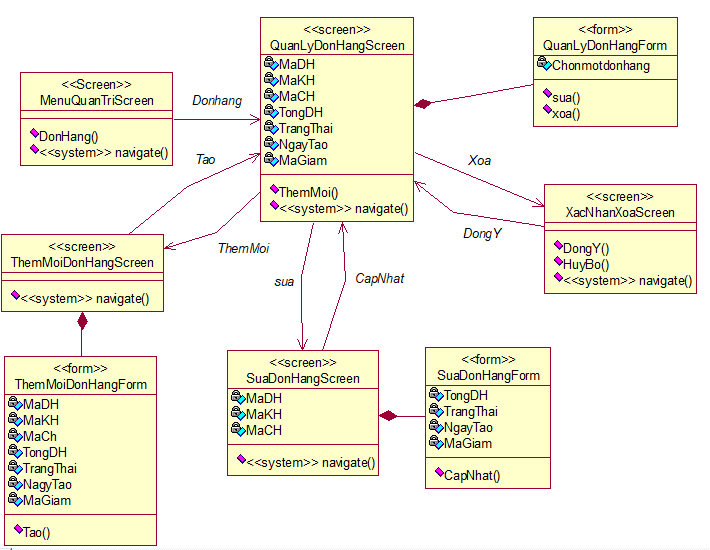 <<screen>>
QuanLyDonHangScreen
MaDH
MaKH
MaCH
TongDH
TrangThai
NgayTao
MaGiam
ThemMoi()
<<system>> navigate()
<<form>>
QuanLyDonHangForm
Chonmotdonhang
sua()
xoa()
<<Screen>>
MenuQuanTriScreen
DonHang()
<<system>> navigate()
Donhang
Tao
Xoa
<<screen>>
XacNhanXoaScreen
DongY()
HuyBo()
<<system>> navigate()
DongY
ThemMoi
<<screen>>
ThemMoiDonHangScreen
<<system>> navigate()
sua
CapNhat
<<form>>
ThemMoiDonHangForm
MaDH
MaKH
MaCh
TongDH
TrangThai
NagyTao
MaGiam
Tao()
<<screen>>
SuaDonHangScreen
MaDH
MaKH
MaCH
<<system>> navigate()
<<form>>
SuaDonHangForm
TongDH
TrangThai
NgayTao
MaGiam
CapNhat()